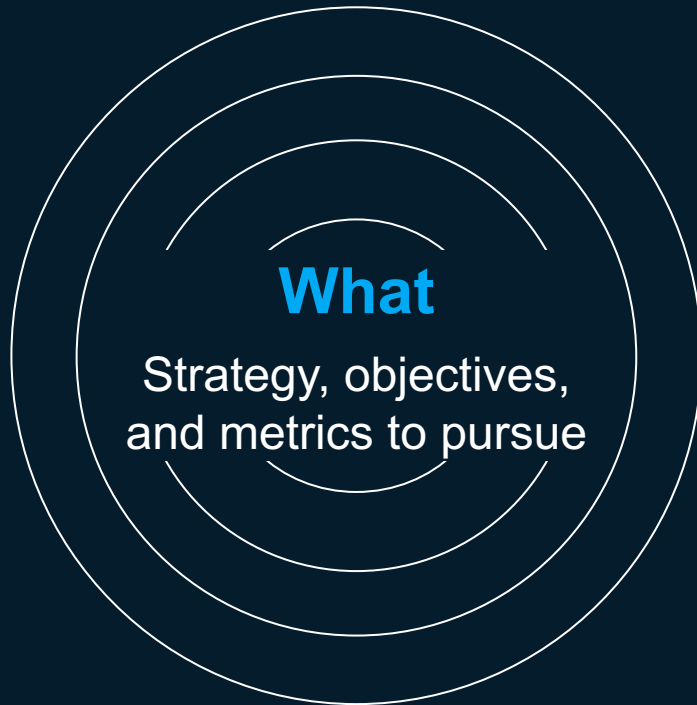 What
Strategy, objectives,
and metrics to pursue